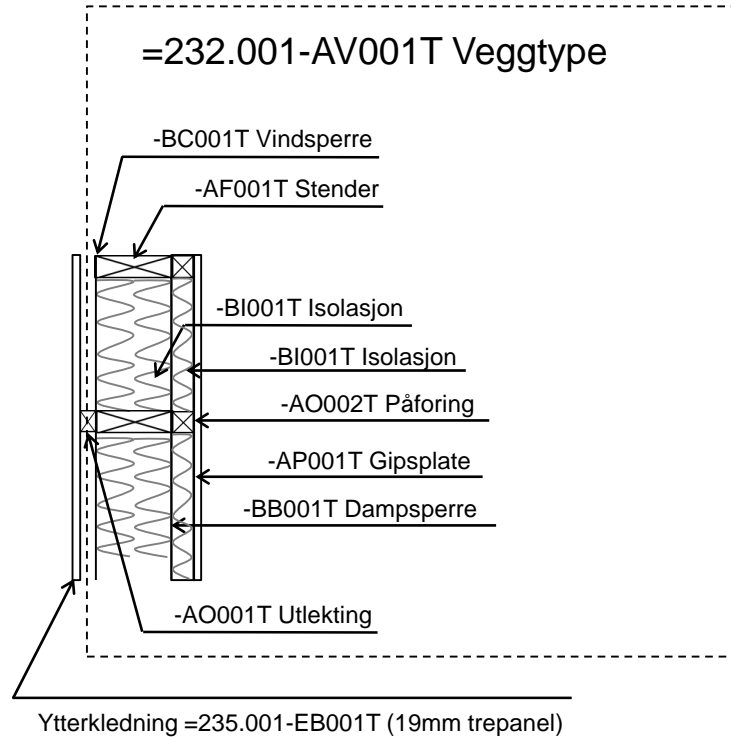 =232.001-AV001T Veggtype
-BC001T Vindsperre
-AF001T Stender
-BI001T Isolasjon
-BI001T Isolasjon
-AO002T Påforing
-AP001T Gipsplate
-BB001T Dampsperre
-AO001T Utlekting
Ytterkledning =235.001-EB001T (19mm trepanel)